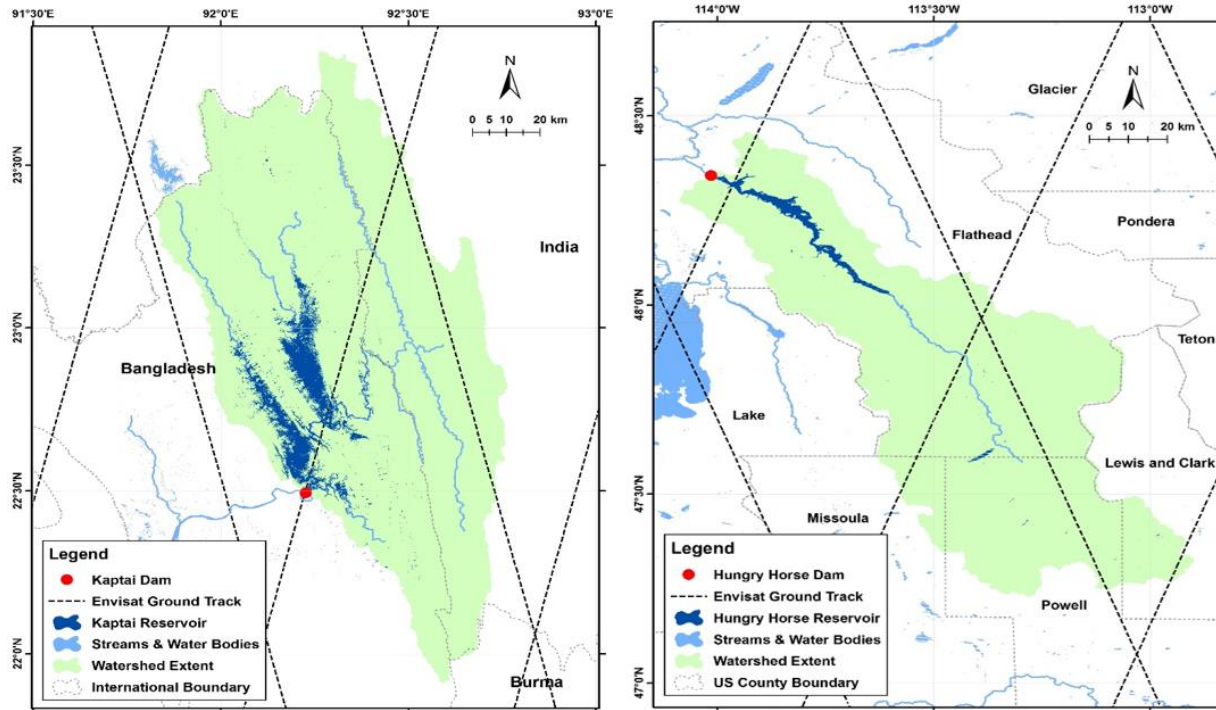 91°30'E 92°0'E 92°30'E 93°0'E
N
0 5 10 20 km
23°30'N
India
23°0'N
Bangladesh
22°30'N
22°0'N
Burma
Legend
Kaptai Dam
Envisat Ground Track
Kaptai Reservoir
Streams & Water Bodies
Watershed Extent
International Boundary
114°0'W 113°30'W 113°0'W
N
Glacier
0 5 10 20 km
48°30'N
Pondera
Flathead
48°0'N
Teton
Lake
Lewis and Clark
47°30'N
Missoula
Powell
47°0'N
Legend
Hungry Horse Dam
Envisat Ground Track
Hungry Horse Reservoir
Streams & Water Bodies
Watershed Extent
US County Boundary